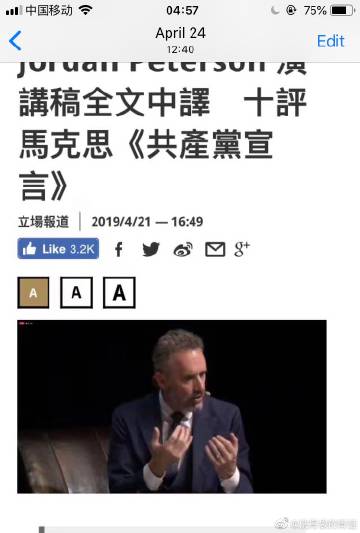 中国移动 04:57 75%
April 24
12:40
Edit
Jordan Peterson 演
講稿全文中譯 十評
馬克思《共產黨宣
言》
立場報道 2019/4/21 — 16:49
Like 3.2K f g+
A A A